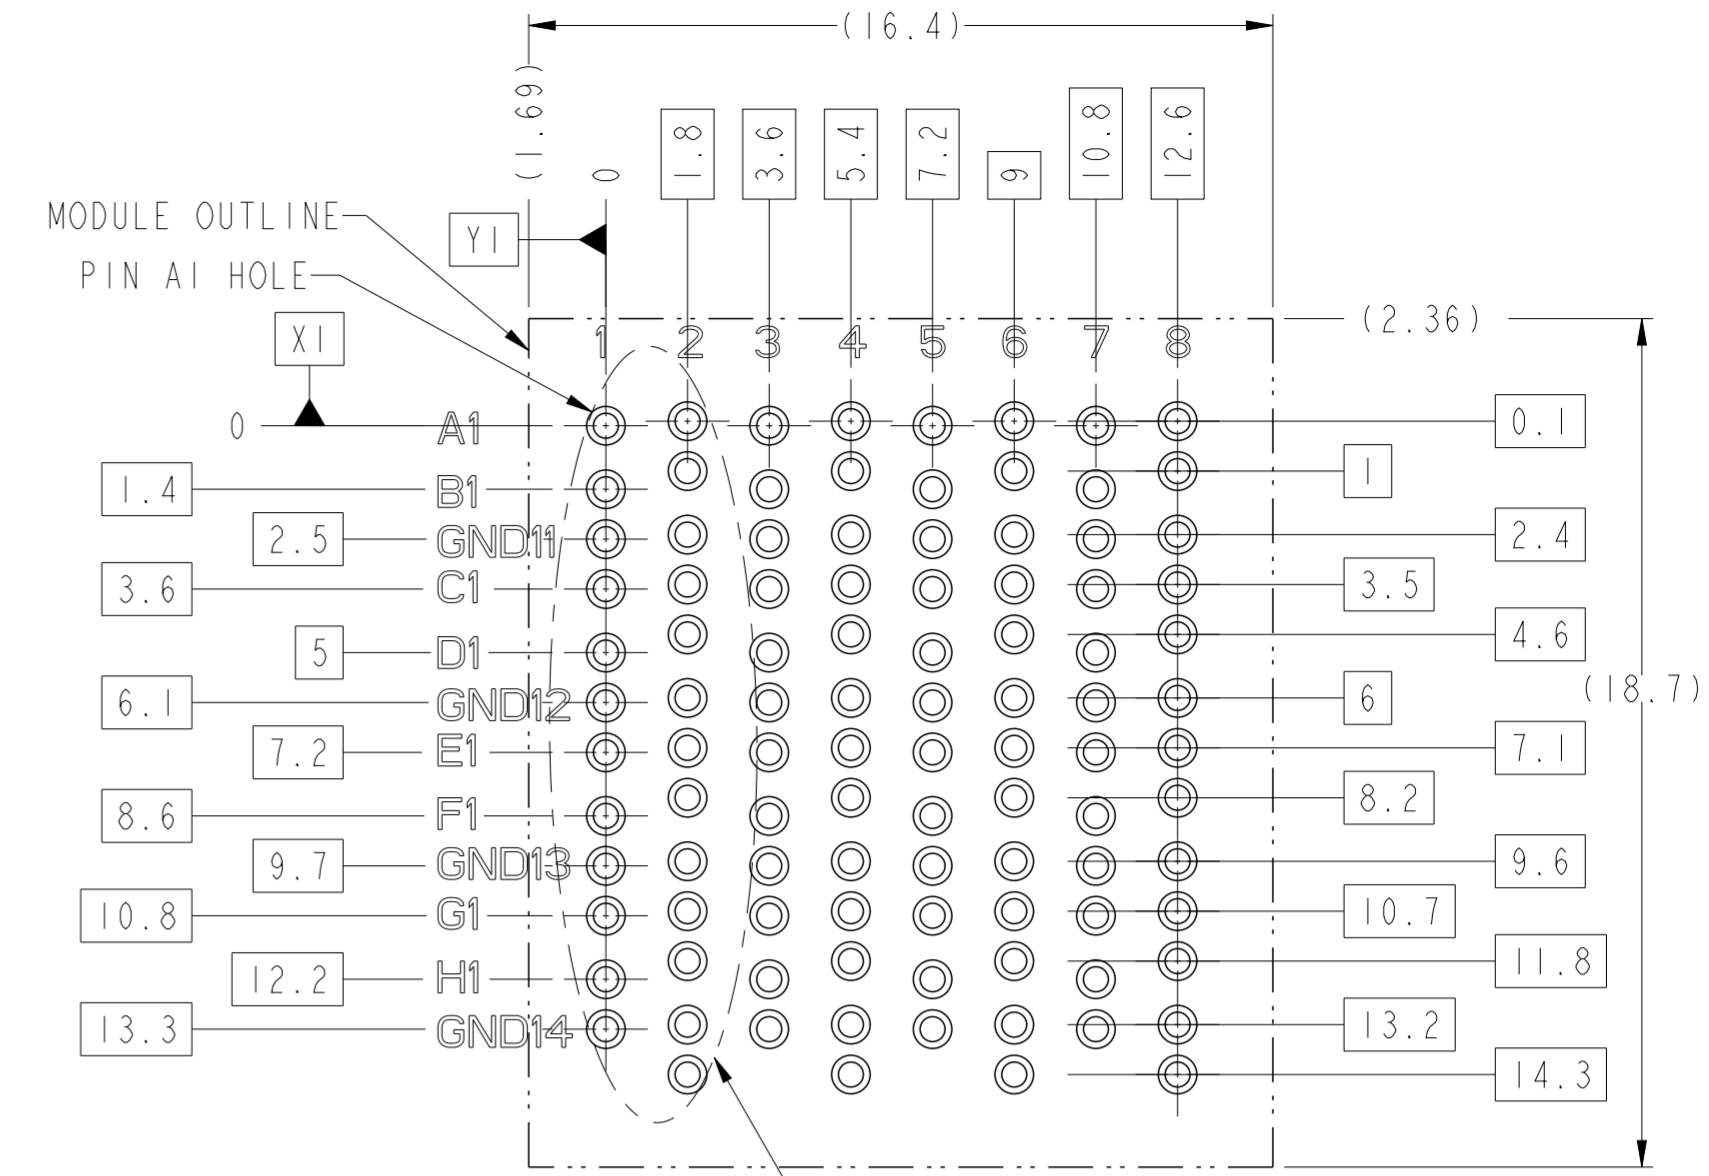 (16.4)
(1.69)
0
1.8
3.6
5.4
7.2
9
10.8
12.6
MODULE OUTLINE
Y1
PIN A1 HOLE
X1
(2.36)
1 2 3 4 5 6 7 8
0 A1
0.1
1
1.4 B1
2.5 GND11
2.4
3.6 C1
3.5
4.6
5 D1
6.1 GND12
6
(18.7)
7.2 E1
7.1
8.2
8.6 F1
9.7 GND13
9.6
10.8 G1
10.7
11.8
12.2 H1
13.3 GND14
13.2
14.3